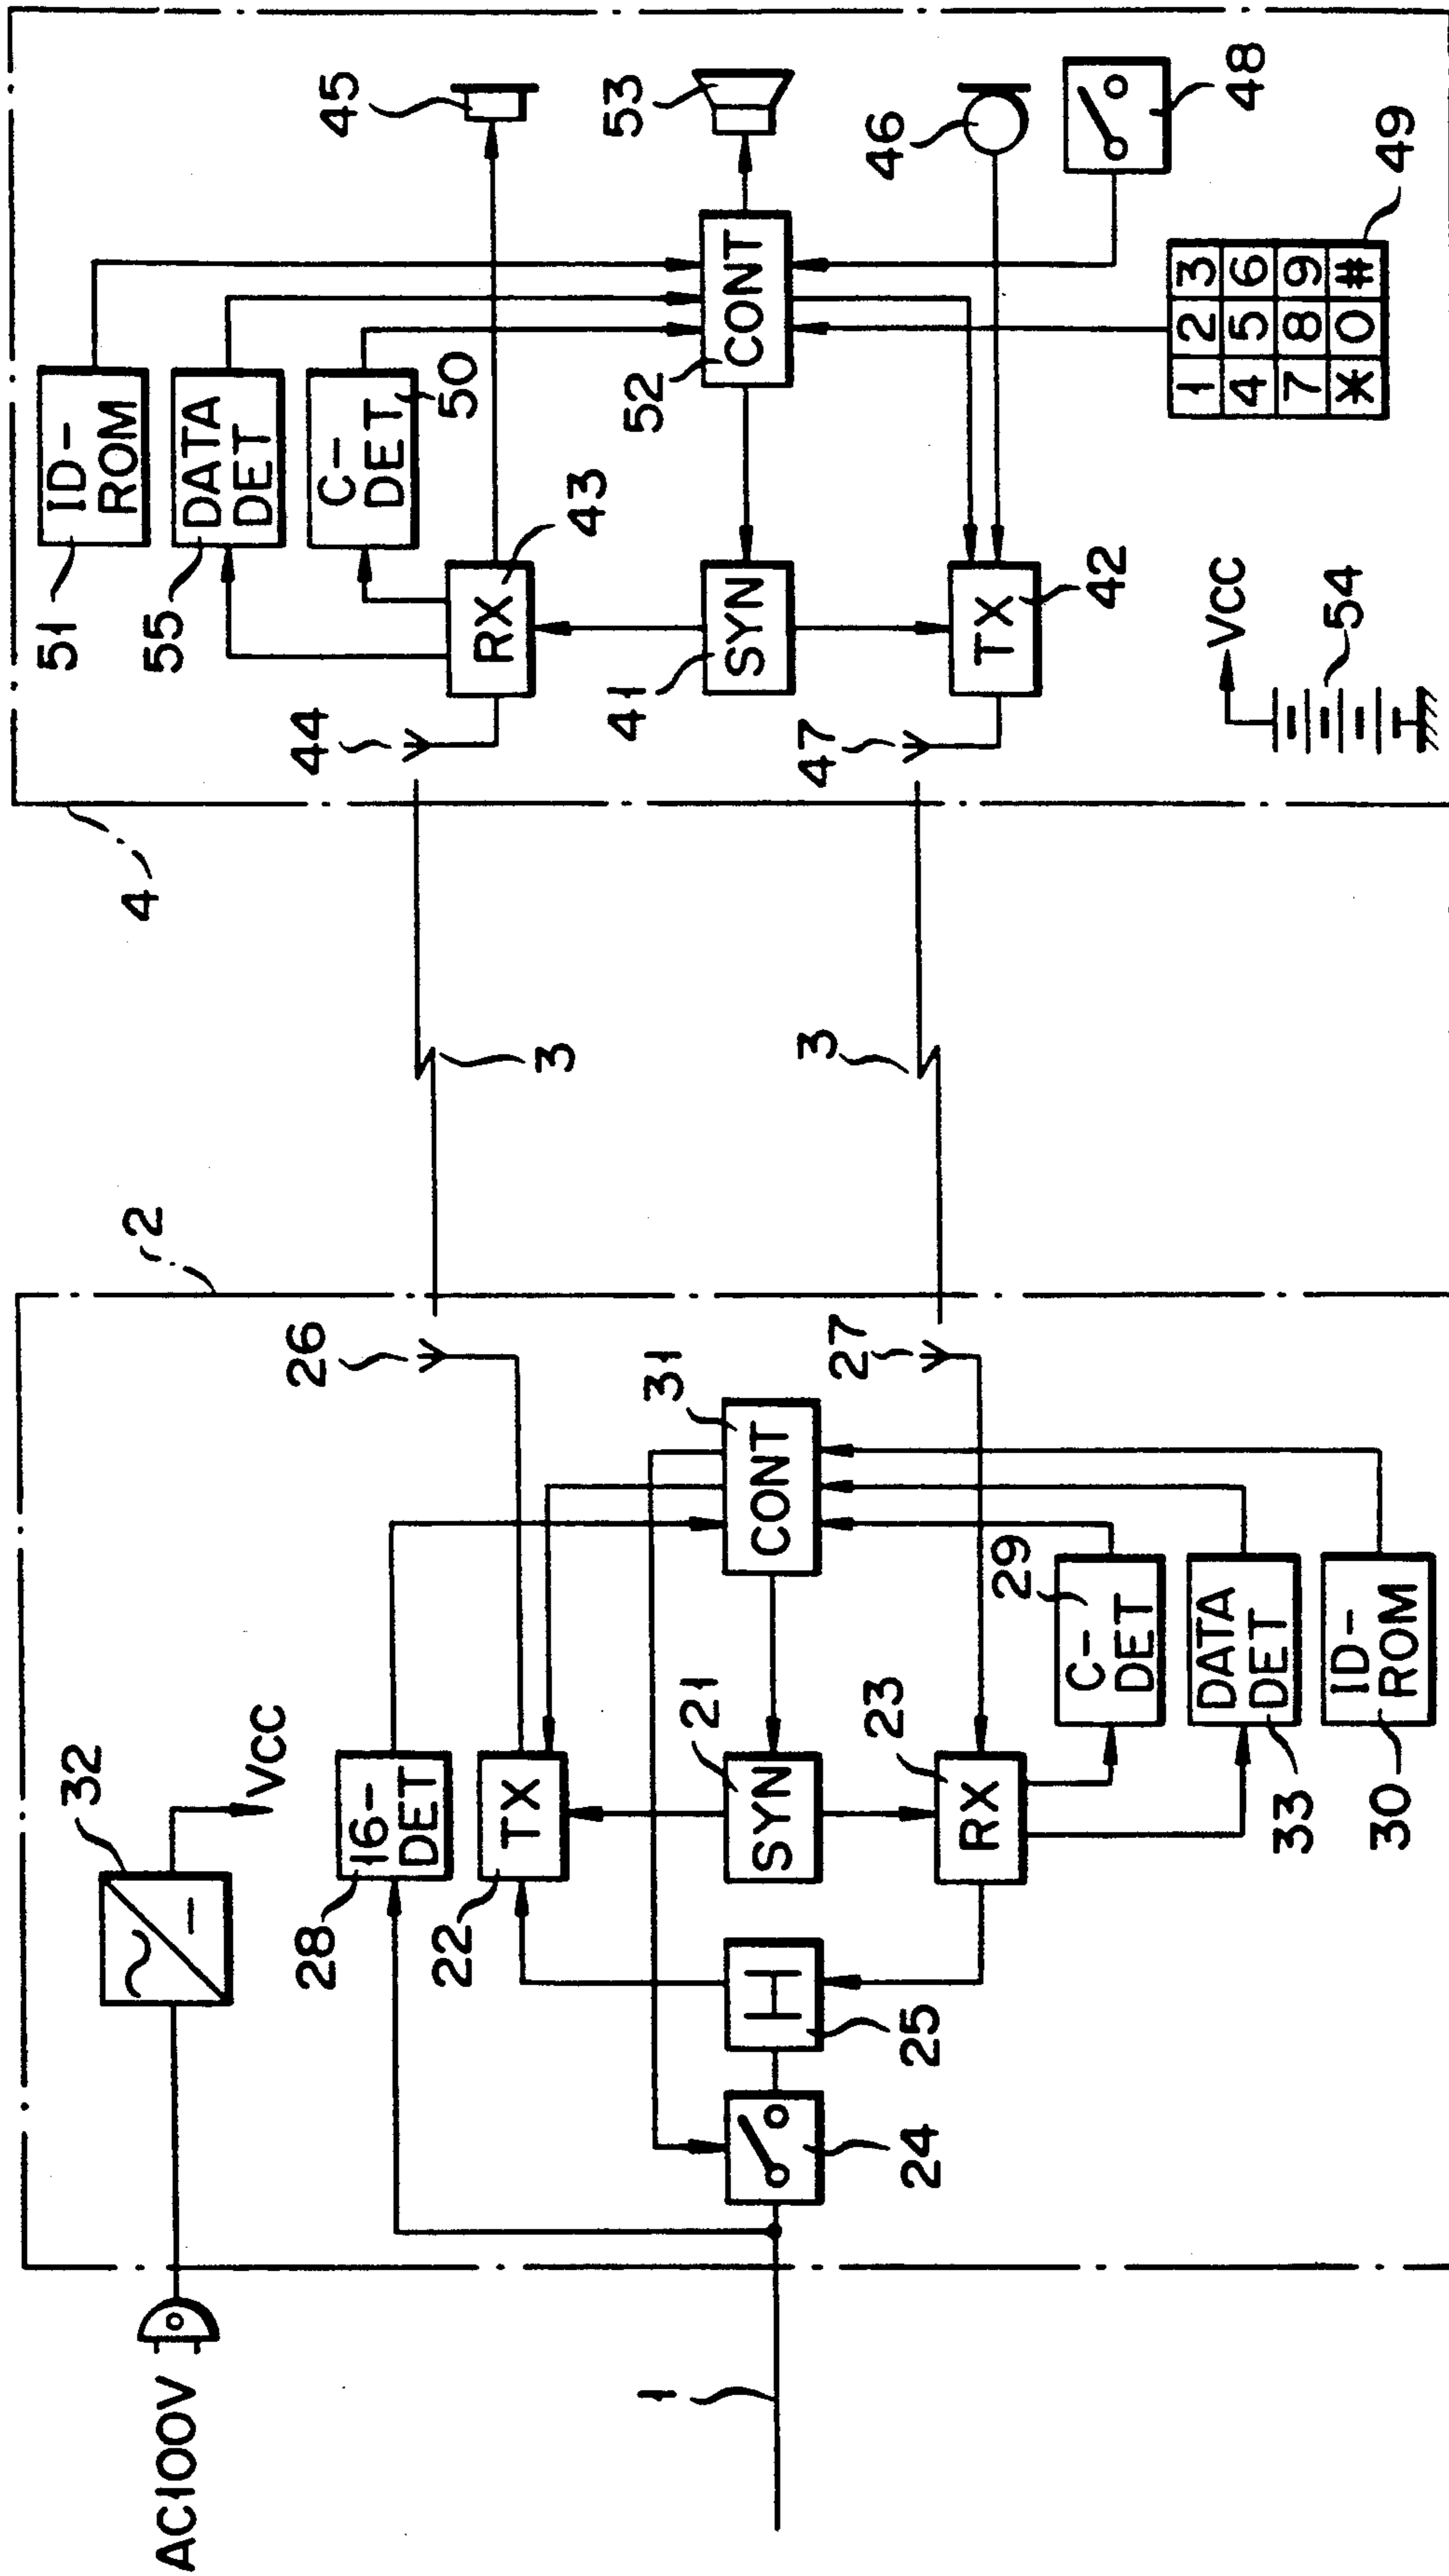 AC100V
32
VCC
28
16-
DET
22
TX
26
1
24
25
21
SYN
31
CONT
23
RX
27
29
C-
DET
33
DATA
DET
30
ID-
ROM
2
3
3
4
51
ID-
ROM
55
DATA
DET
C-
DET
50
45
44
RX
43
41
SYN
52
CONT
53
47
TX
42
46
48
VCC
54
1 2 3
4 5 6
7 8 9
* 0 #
49